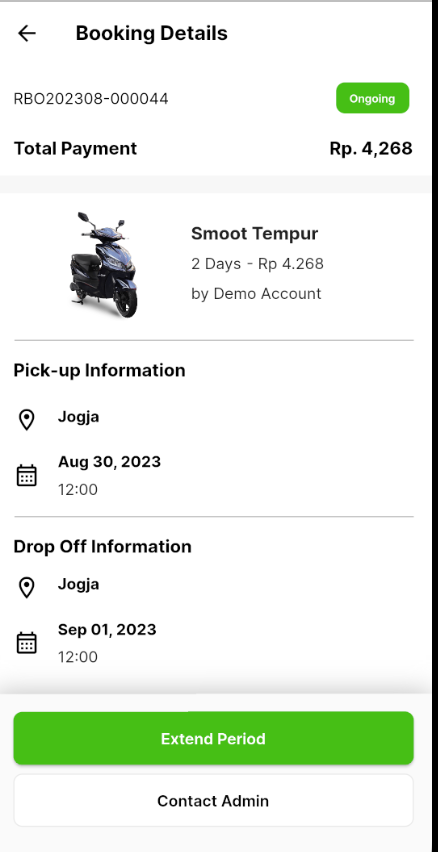 Booking Details
RBO202308-000044
Ongoing
Total Payment
Rp. 4,268
Smoot Tempur
2 Days - Rp 4.268
by Demo Account
Pick-up Information
Jogja
Aug 30, 2023
12:00
Drop Off Information
Jogja
Sep 01, 2023
12:00
Extend Period
Contact Admin